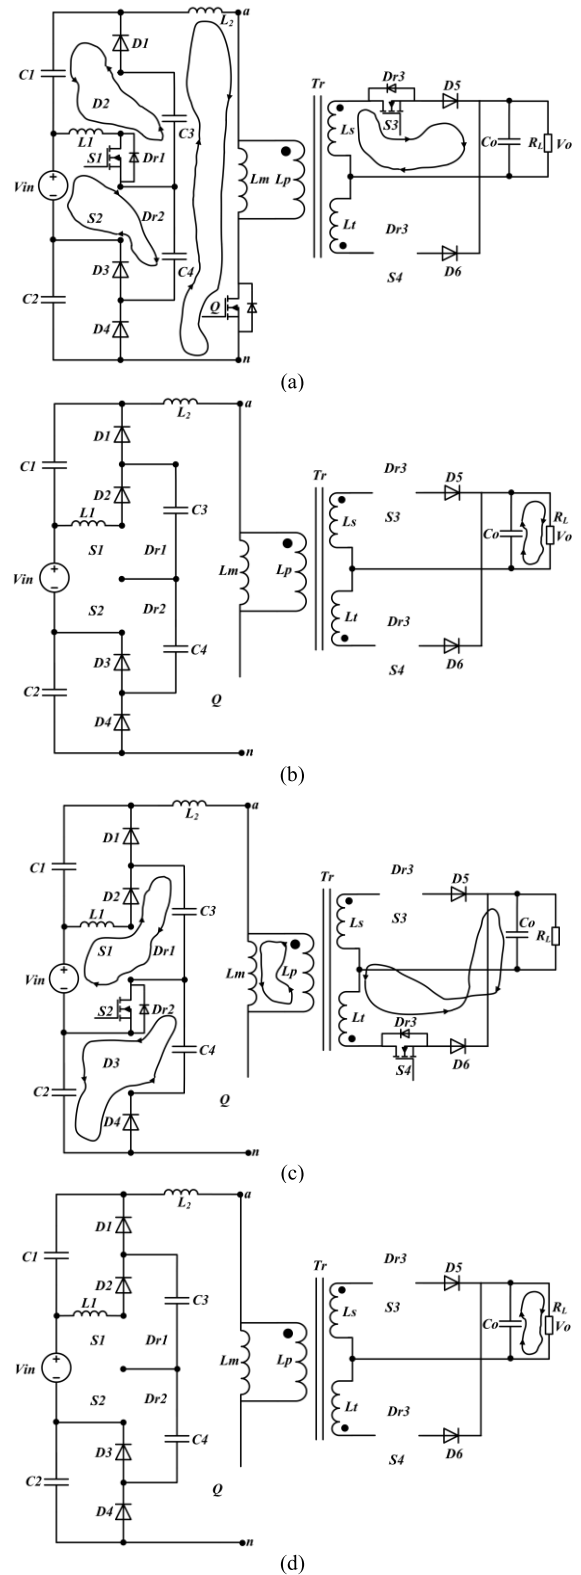 L2 a
D1
C1
Tr
Dr3 D5
D2
C3
S3
Ls
Co RL Vo
L1
S1 Dr1
Lm Lp
Vin
S2 Dr2
Lt
Dr3
D3 C4
S4 D6
C2
Q
D4
n
(a)
a
L2
D1
C1
Tr
Dr3 D5
D2
C3
Ls S3
RL
Co Vo
L1
S1 Dr1
Lm Lp
Vin
S2 Dr2
Lt
Dr3
C4
D3
S4 D6
C2
Q
D4
n
(b)
a
L2
D1
C1
Tr
Dr3 D5
D2
C3
Ls S3
Co
RL
L1
S1 Dr1
Lm Lp
Vin
S2 Dr2
Lt
Dr3
C4
D3
S4 D6
C2
Q
D4
n
(c)
a
L2
D1
C1
Tr
Dr3 D5
D2
C3
Ls S3
RL
Co Vo
L1
S1 Dr1
Lm Lp
Vin
S2 Dr2
Lt
Dr3
C4
D3
S4 D6
C2
Q
D4
n
(d)